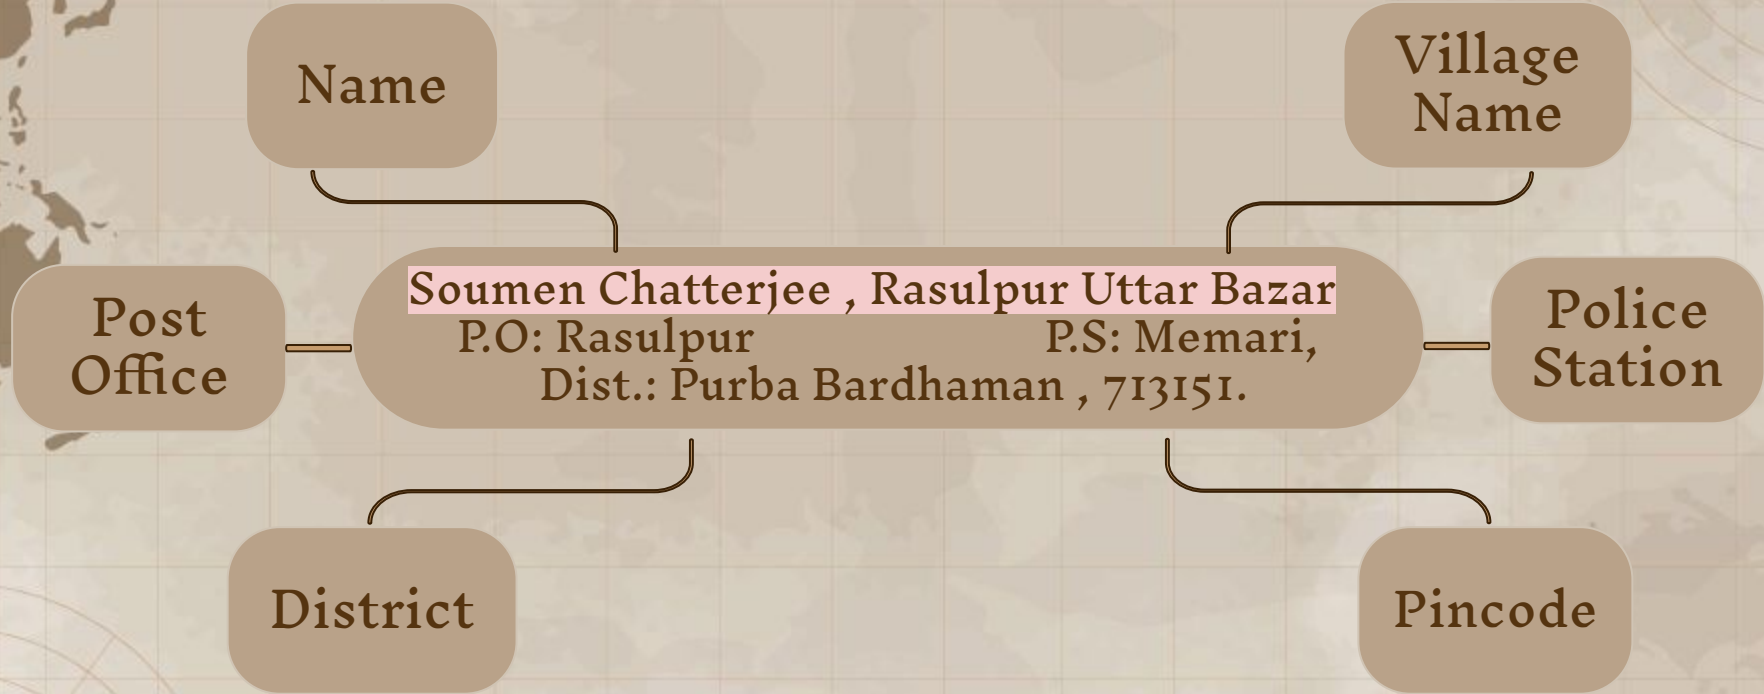 Name
Village
Name
Soumen Chatterjee , Rasulpur Uttar Bazar
P.O: Rasulpur P.S: Memari,
Dist.: Purba Bardhaman , 713151.
Post
Office
Police
Station
District
Pincode